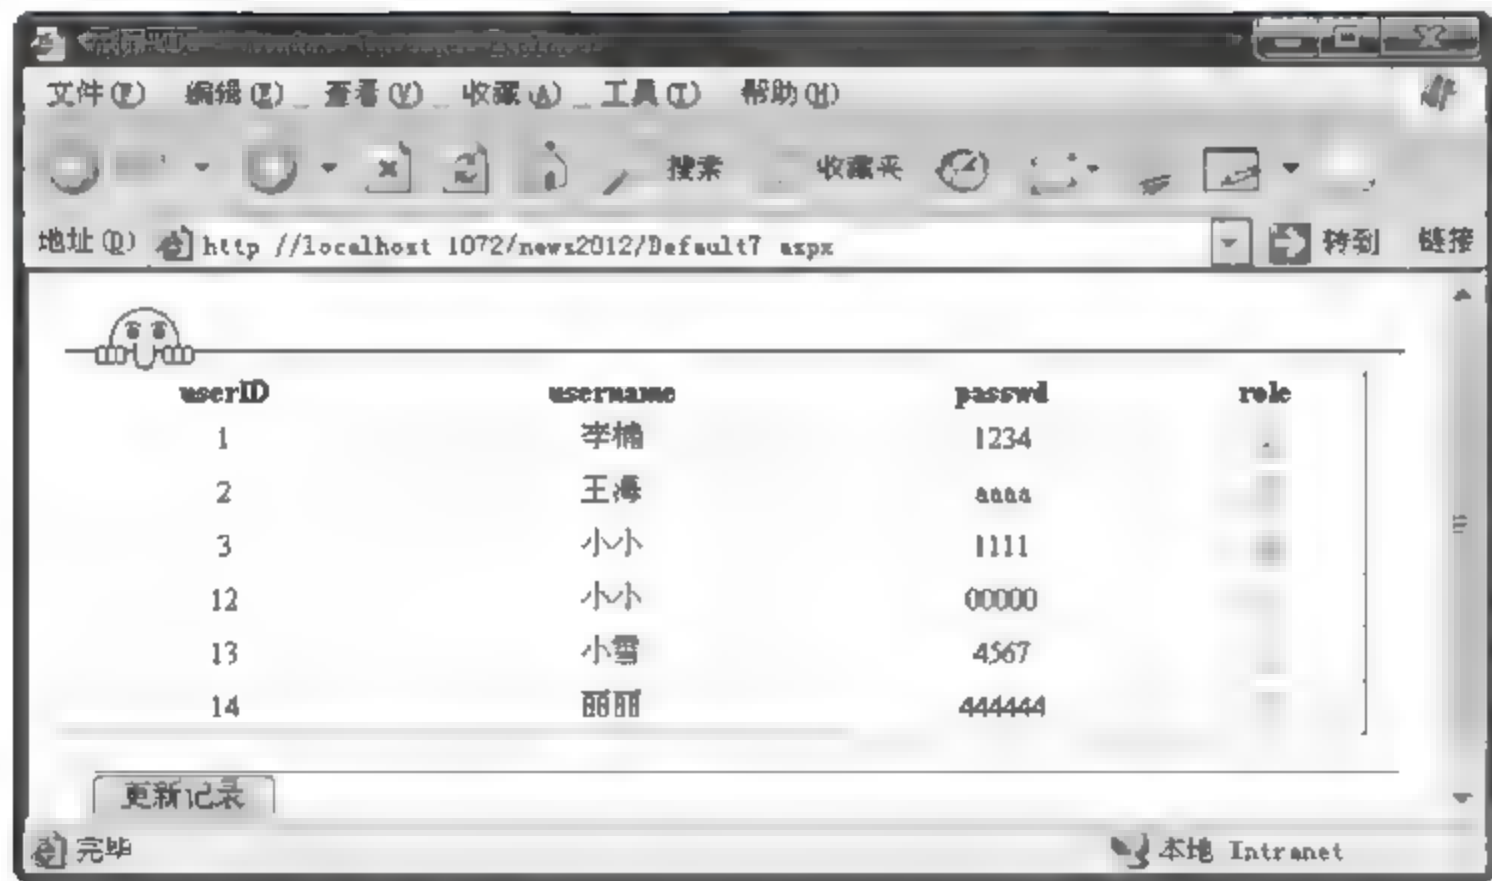 文件(F) 编辑(E) 查看(V) 收藏(A) 工具(T) 帮助(H)
搜索 收藏夹
地址(D) http //localhost 1072/news2012/Default7 aspx 转到 链接
userID username passwd role
1 李楠 1234
2 王海 aaaa
3 小小 1111
12 小小 00000
13 小雪 4567
14 丽丽 444444
更新记录
完毕 本地 Intranet